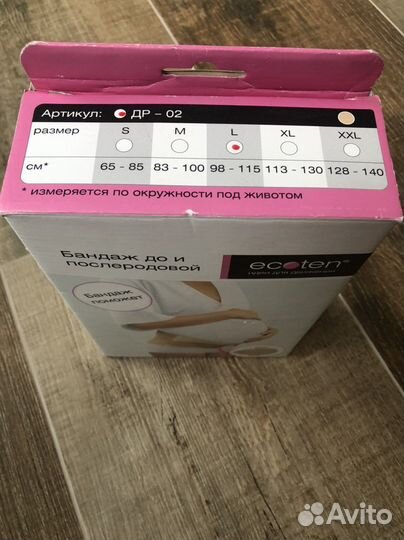 Артикул: ДР – 02
размер S M L XL XXL
см* 65 - 85 83 - 100 98 - 115 113 - 130 128 - 140
* измеряется по окружности под животом
Бандаж до и
послеродовой
ecoten
Бандаж
поможет
Avito